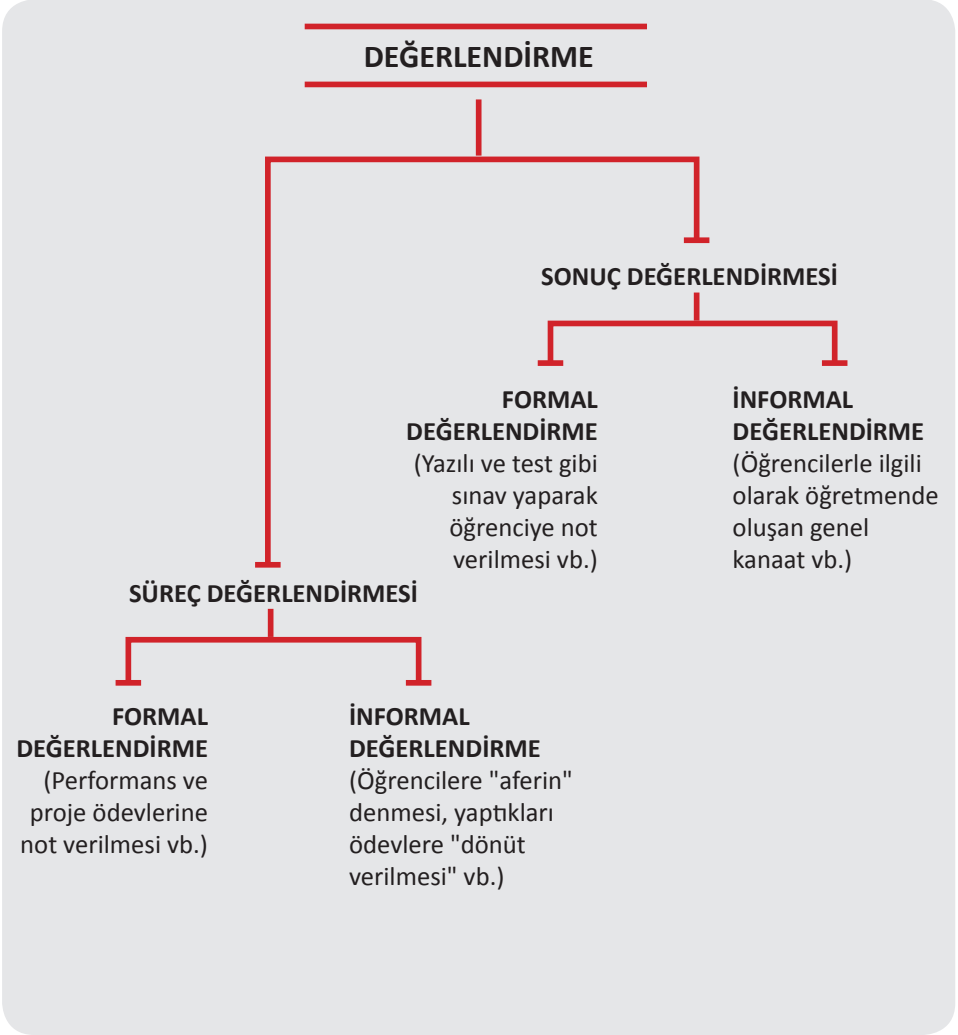 DEĞERLENDİRME
SONUÇ DEĞERLENDİRMESİ
FORMAL
DEĞERLENDİRME
(Yazılı ve test gibi
sınav yaparak
öğrenciye not
verilmesi vb.)
İNFORMAL
DEĞERLENDİRME
(Öğrencilerle ilgili
olarak öğretmende
oluşan genel
kanaat vb.)
SÜREÇ DEĞERLENDİRMESİ
FORMAL
DEĞERLENDİRME
(Performans ve
proje ödevlerine
not verilmesi vb.)
İNFORMAL
DEĞERLENDİRME
(Öğrencilere "aferin"
denmesi, yaptıkları
ödevlere "dönüt
verilmesi" vb.)